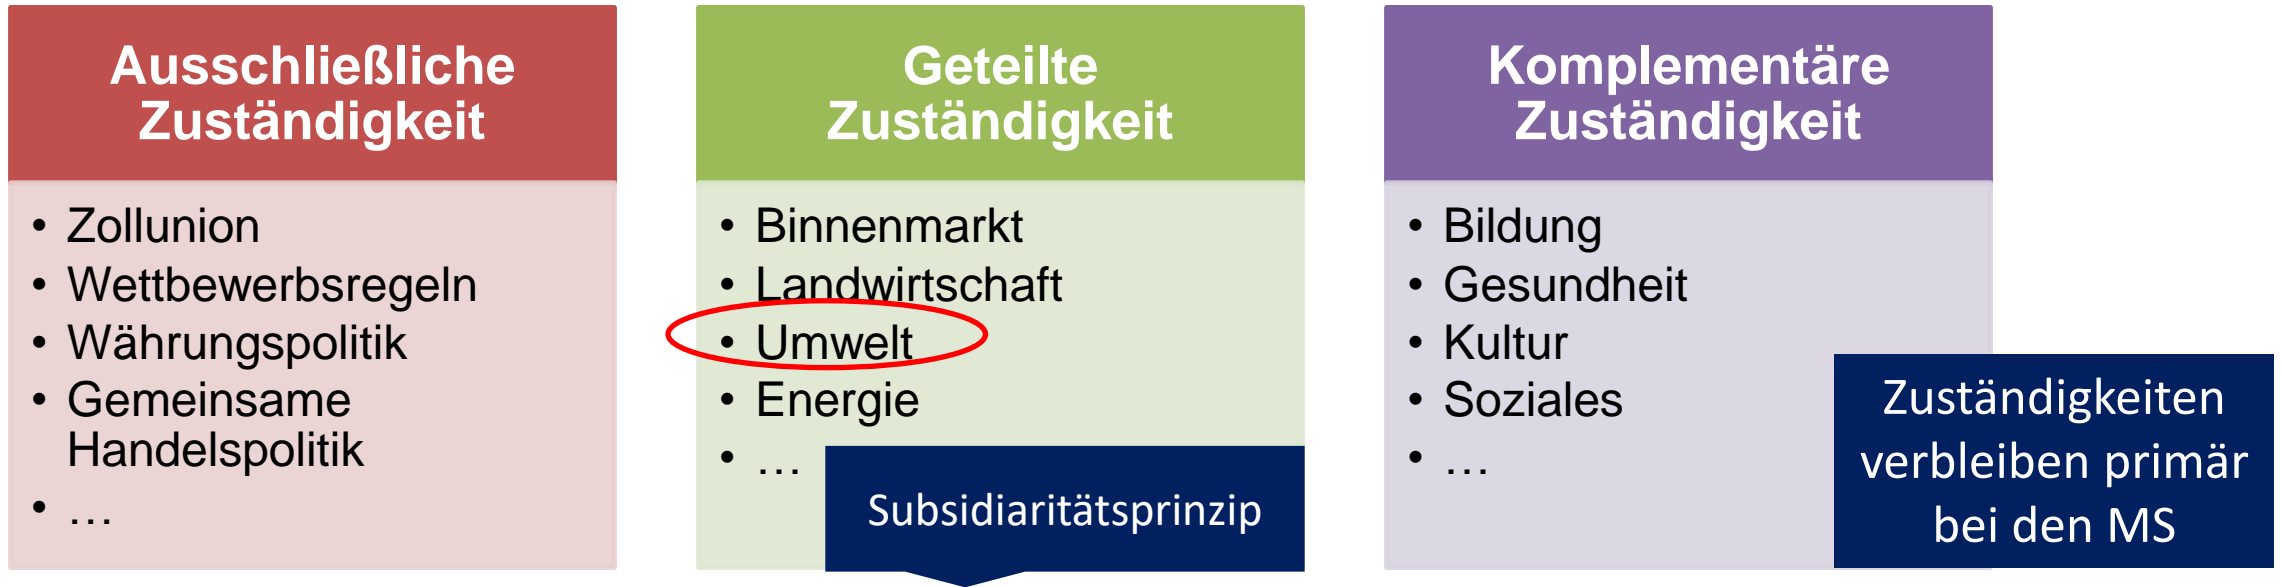 Ausschließliche
Zuständigkeit
• Zollunion
• Wettbewerbsregeln
• Währungspolitik
• Gemeinsame
Handelspolitik
• …
Geteilte
Zuständigkeit
• Binnenmarkt
• Landwirtschaft
• Umwelt
• Energie
• …
Subsidiaritätsprinzip
Komplementäre
Zuständigkeit
• Bildung
• Gesundheit
• Kultur
• Soziales
• …
Zuständigkeiten
verbleiben primär
bei den MS